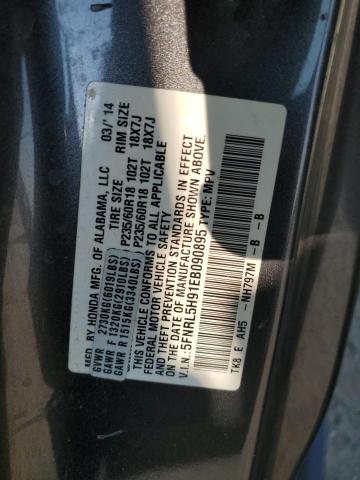 MFG. BY HONDA MFG. OF ALABAMA, LLC 03/'14
TIRE SIZE RIM SIZE
GVWR 2730KG(6019LBS)
GAWR F 1320KG(2910LBS) P235/60R18 102T 18X7J
GAWR R 1515KG(3340LBS) P235/60R18 102T 18X7J
THIS VEHICLE CONFORMS TO ALL APPLICABLE
FEDERAL MOTOR VEHICLE SAFETY AND THEFT
PREVENTION STANDARDS IN EFFECT
ON THE DATE OF MANUFACTURE SHOWN ABOVE.
V.I.N.:5FNRL5H91EB090895 TYPE: MPV
TK8 E AH5 -NH797M -B -B